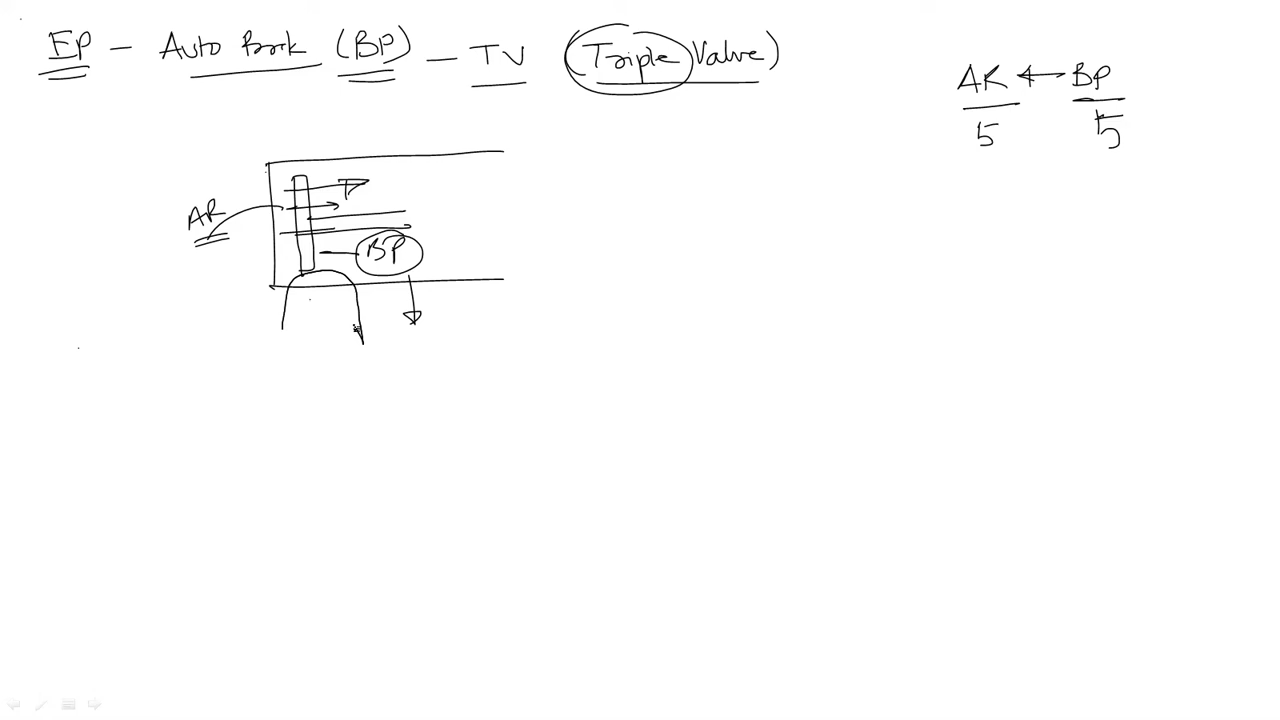 EP - Auto Brak (BP) - TV (Triple Valve)
AR ← BP
5 5
AR
BP